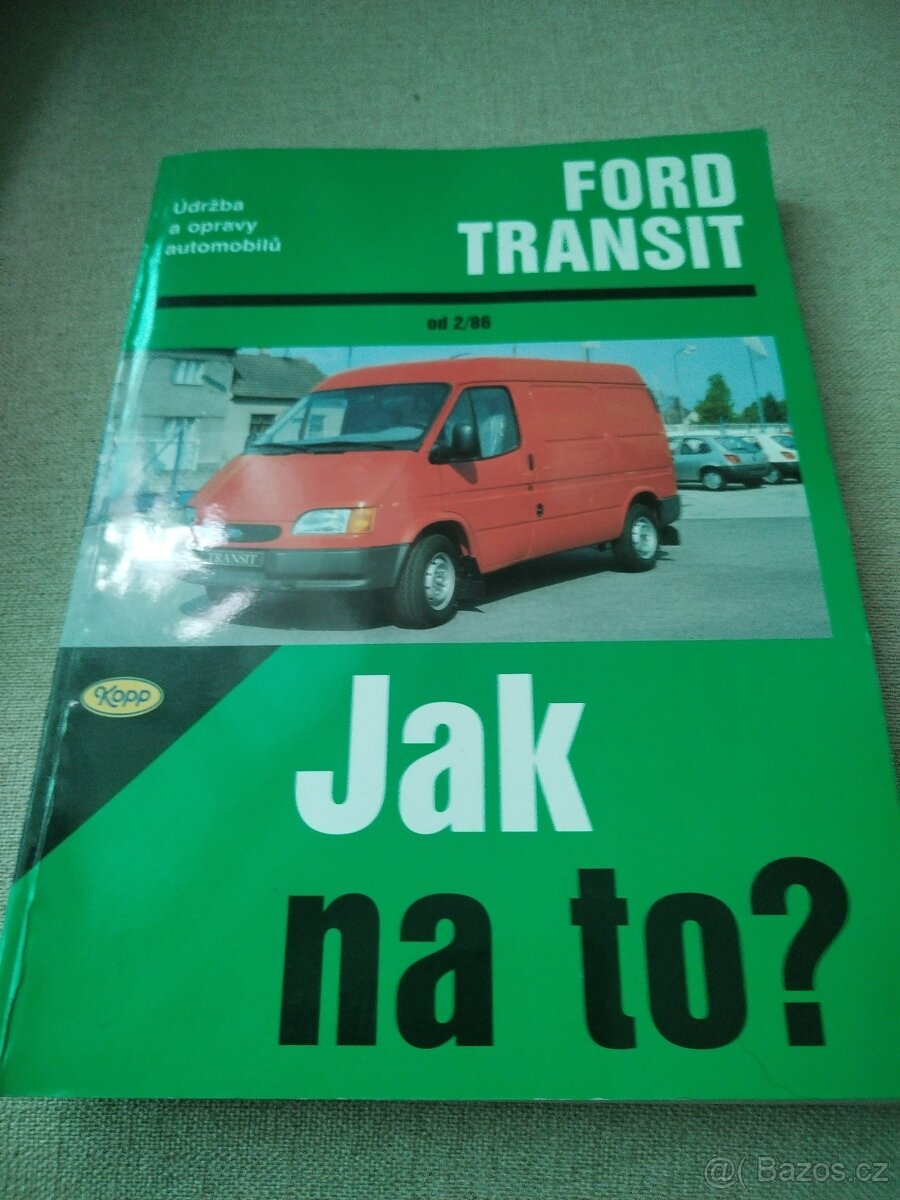 Údržba
a opravy
automobilů
FORD
TRANSIT
od 2/86
TRANSIT
Kopp
Jak
na to?
@( Bazos.cz